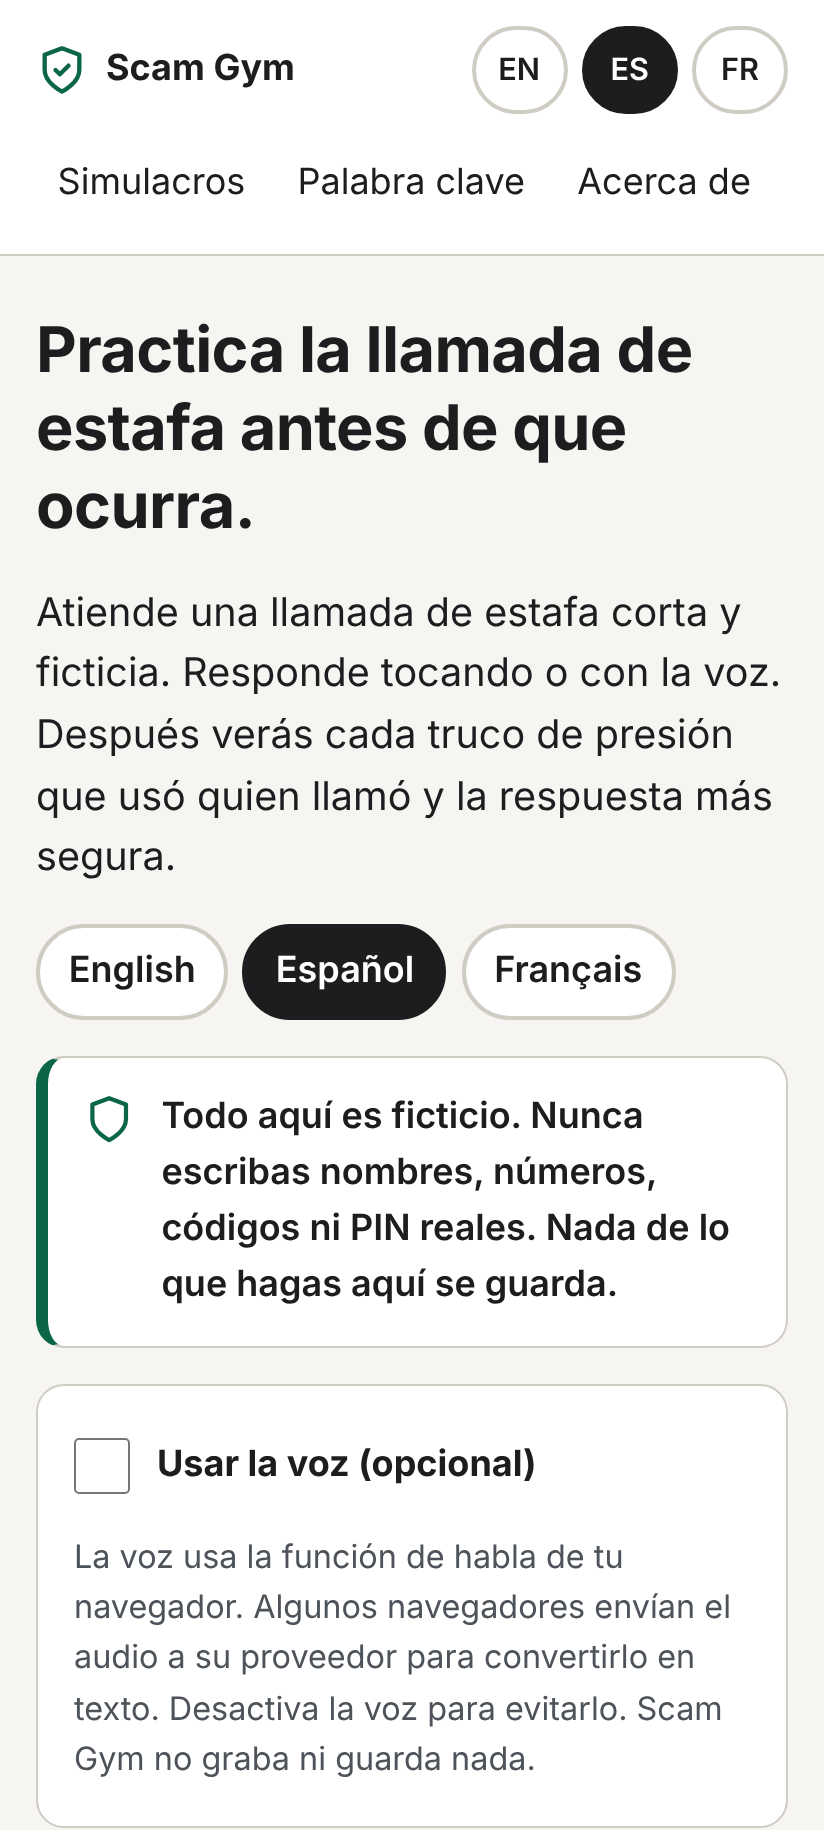 Scam Gym
EN
ES
FR
Simulacros
Palabra clave
Acerca de
Practica la llamada de
estafa antes de que
ocurra.
Atiende una llamada de estafa corta y
ficticia. Responde tocando o con la voz.
Después verás cada truco de presión
que usó quien llamó y la respuesta más
segura.
English
Español
Français
Todo aquí es ficticio. Nunca
escribas nombres, números,
códigos ni PIN reales. Nada de lo
que hagas aquí se guarda.
Usar la voz (opcional)
La voz usa la función de habla de tu
navegador. Algunos navegadores envían el
audio a su proveedor para convertirlo en
texto. Desactiva la voz para evitarlo. Scam
Gym no graba ni guarda nada.